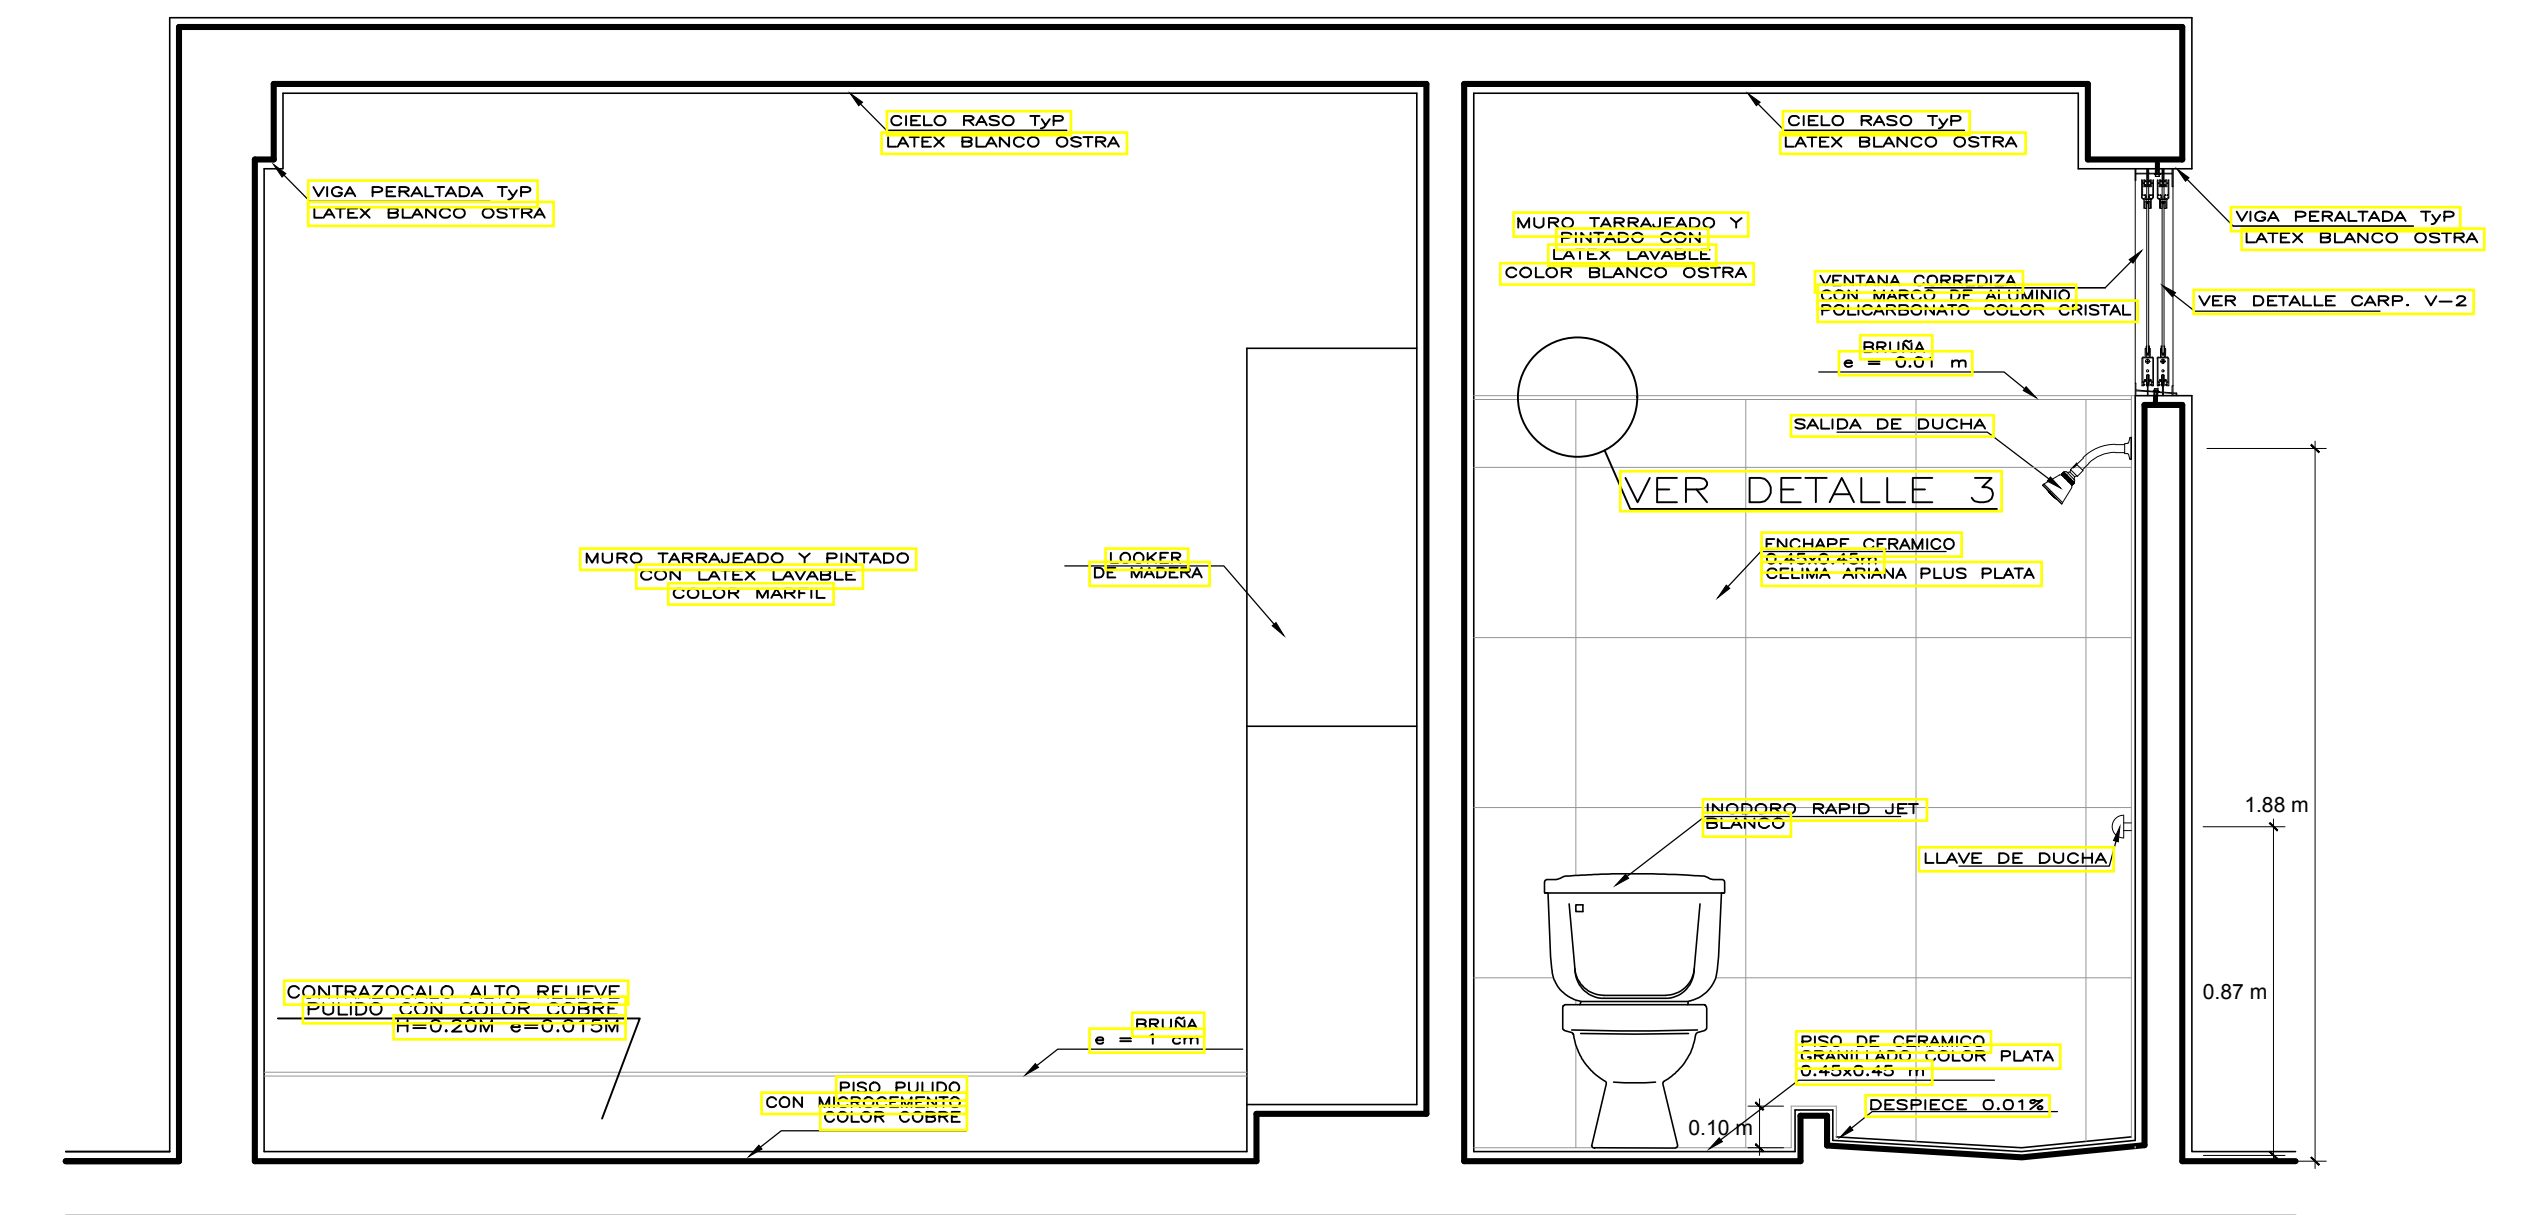 CIELO RASO TyP
LATEX BLANCO OSTRA
VIGA PERALTADA TyP
LATEX BLANCO OSTRA
MURO TARRAJEADO Y PINTADO
CON LATEX LAVABLE
COLOR MARFIL
LOOKER
DE MADERA
CONTRAZOCALO ALTO RELIEVE
PULIDO CON COLOR COBRE
H=0.20M e=0.015M
BRUÑA
e = 1 cm
PISO PULIDO
CON MICROCEMENTO
COLOR COBRE
CIELO RASO TyP
LATEX BLANCO OSTRA
MURO TARRAJEADO Y
PINTADO CON
LATEX LAVABLE
COLOR BLANCO OSTRA
VIGA PERALTADA TyP
LATEX BLANCO OSTRA
VENTANA CORREDIZA
CON MARCO DE ALUMINIO
POLICARBONATO COLOR CRISTAL
VER DETALLE CARP. V-2
BRUÑA
e = 0.01 m
SALIDA DE DUCHA
VER DETALLE 3
ENCHAPE CERAMICO
0.45x0.45m
CELIMA ARIANA PLUS PLATA
INODORO RAPID JET
BLANCO
LLAVE DE DUCHA
1.88 m
0.87 m
PISO DE CERAMICO
GRANILLADO COLOR PLATA
0.45x0.45 m
DESPIECE 0.01%
0.10 m